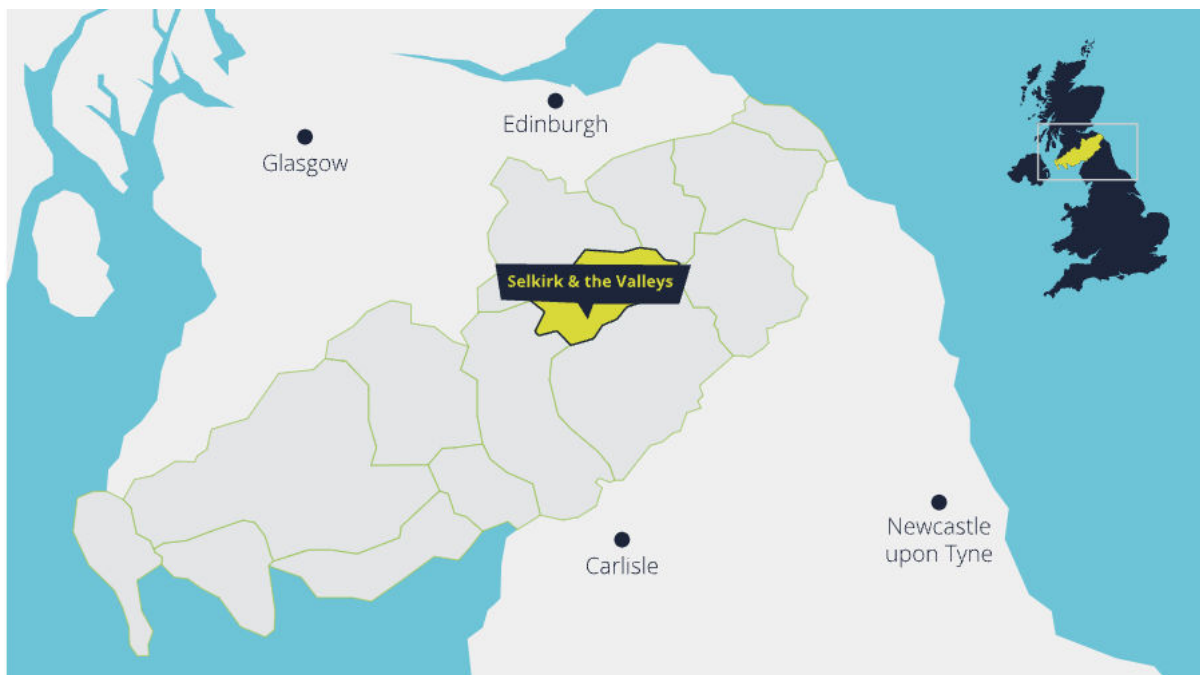 Edinburgh
Glasgow
Selkirk & the Valleys
Newcastle
upon Tyne
Carlisle